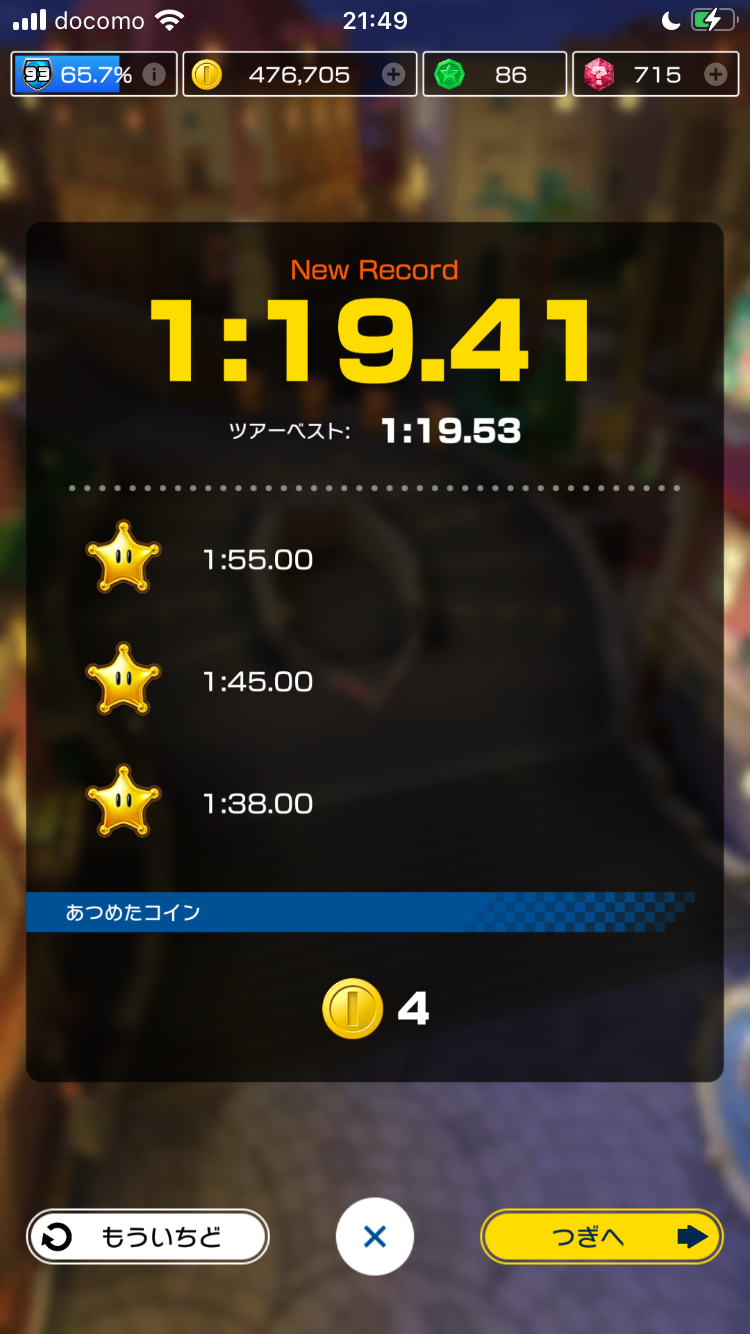 docomo 21:49
93 65.7% i 476,705 + 86 ? 715 +
New Record
1:19.41
ツアーベスト: 1:19.53
1:55.00
1:45.00
1:38.00
あつめたコイン
4
もういちど × つぎへ